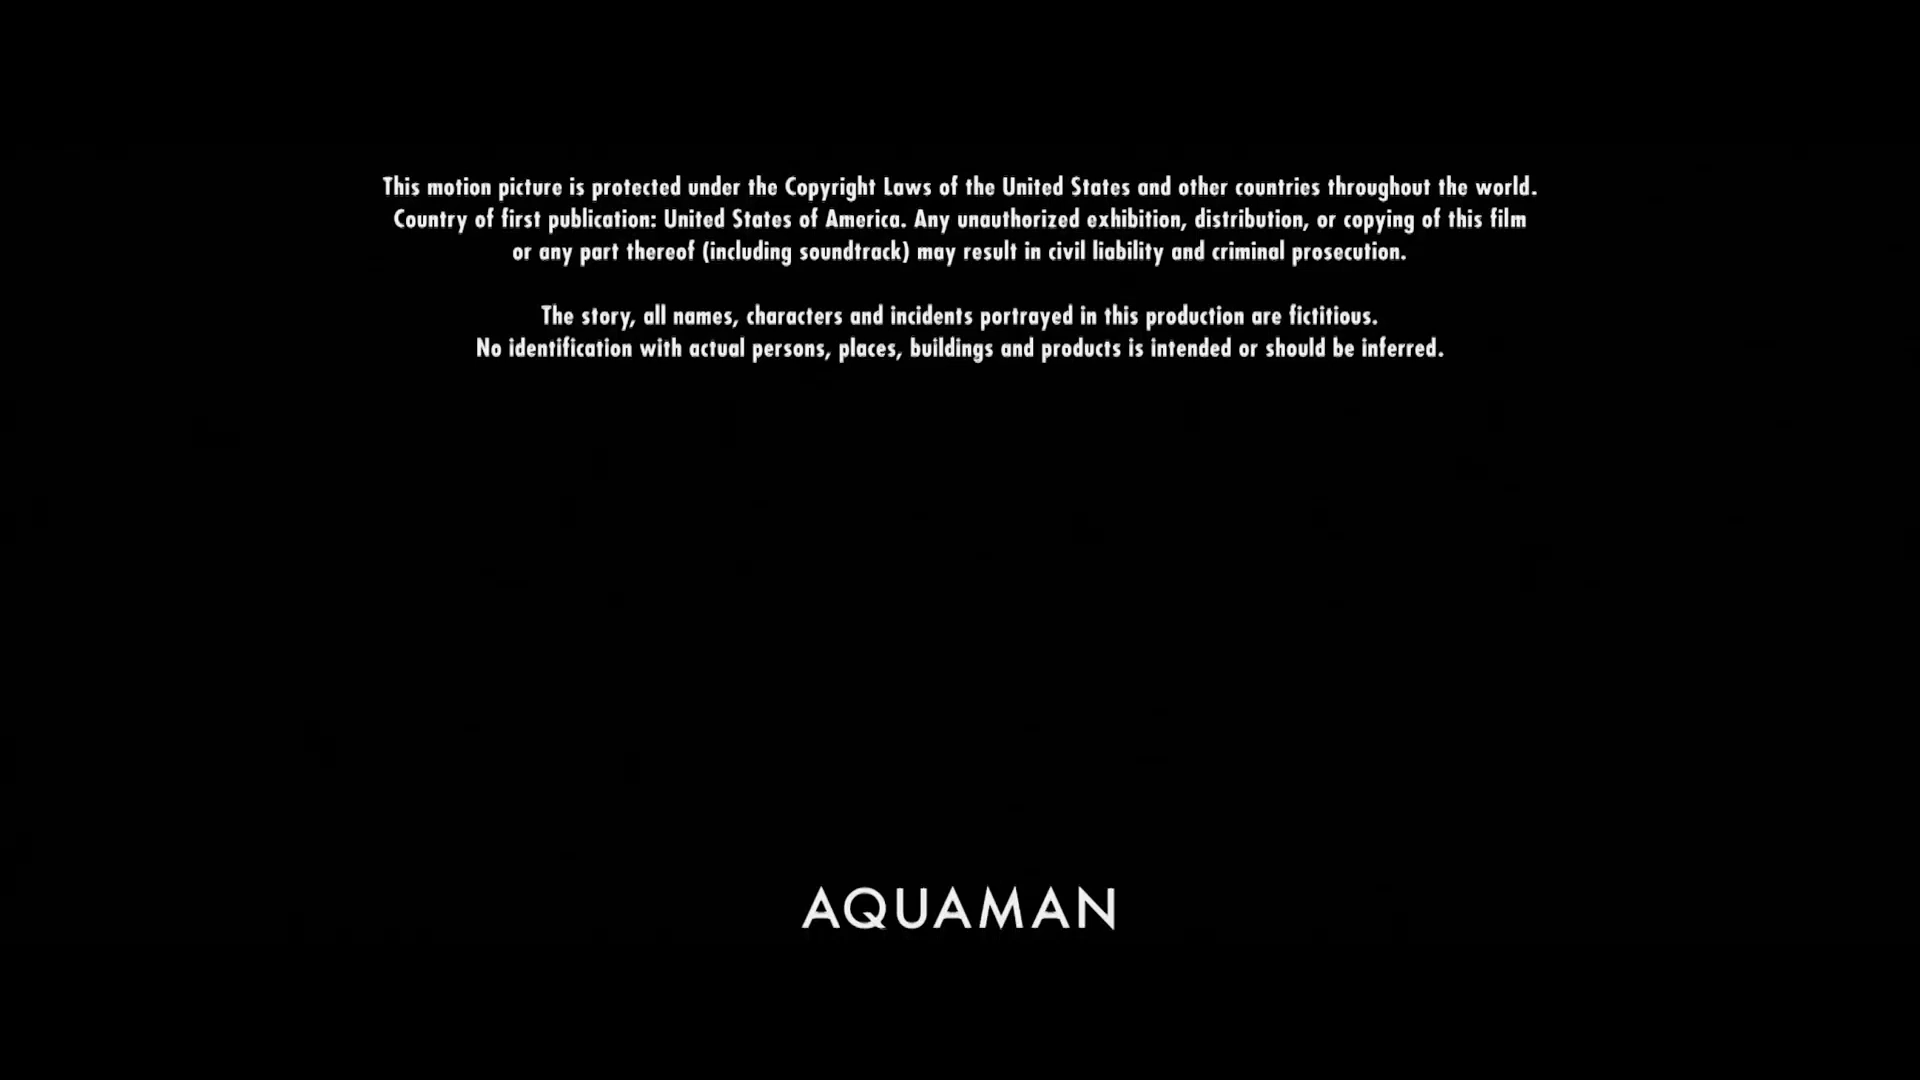 This motion picture is protected under the Copyright Laws of the United States and other countries throughout the world.
Country of first publication: United States of America. Any unauthorized exhibition, distribution, or copying of this film
or any part thereof (including soundtrack) may result in civil liability and criminal prosecution.
The story, all names, characters and incidents portrayed in this production are fictitious.
No identification with actual persons, places, buildings and products is intended or should be inferred.
AQUAMAN